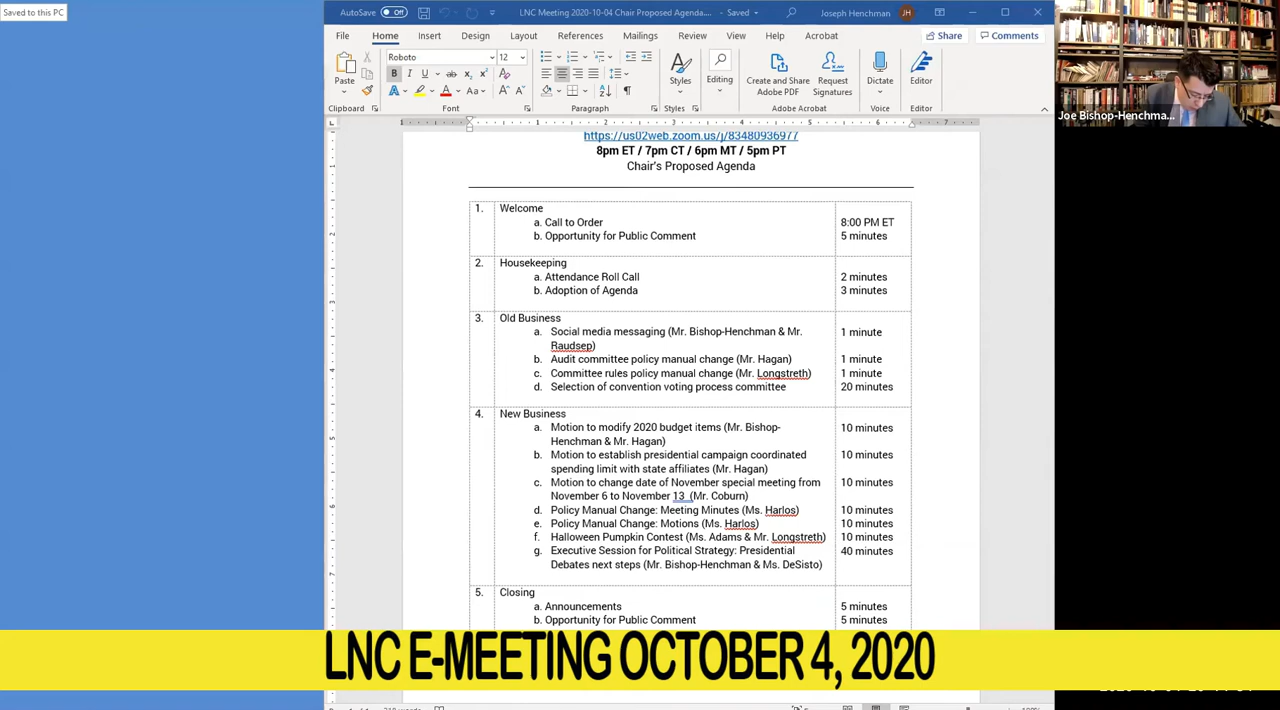 Saved to this PC
AutoSave Off
LNC Meeting 2020-10-04 Chair Proposed Agenda.... - Saved
Joseph Henchman JH
File Home Insert Design Layout References Mailings Review View Help Acrobat Share Comments
Roboto 12
Paste
Styles
Editing
Create and Share Adobe PDF
Request Signatures
Dictate
Editor
Clipboard Font Paragraph Styles Adobe Acrobat Voice Editor
Joe Bishop-Henchma...
https://us02web.zoom.us/j/83480936977
8pm ET / 7pm CT / 6pm MT / 5pm PT
Chair's Proposed Agenda
1. Welcome
a. Call to Order 8:00 PM ET
b. Opportunity for Public Comment 5 minutes
2. Housekeeping
a. Attendance Roll Call 2 minutes
b. Adoption of Agenda 3 minutes
3. Old Business
a. Social media messaging (Mr. Bishop-Henchman & Mr. 1 minute
Raudsep)
b. Audit committee policy manual change (Mr. Hagan) 1 minute
c. Committee rules policy manual change (Mr. Longstreth) 1 minute
d. Selection of convention voting process committee 20 minutes
4. New Business
a. Motion to modify 2020 budget items (Mr. Bishop- 10 minutes
Henchman & Mr. Hagan)
b. Motion to establish presidential campaign coordinated 10 minutes
spending limit with state affiliates (Mr. Hagan)
c. Motion to change date of November special meeting from 10 minutes
November 6 to November 13 (Mr. Coburn)
d. Policy Manual Change: Meeting Minutes (Ms. Harlos) 10 minutes
e. Policy Manual Change: Motions (Ms. Harlos) 10 minutes
f. Halloween Pumpkin Contest (Ms. Adams & Mr. Longstreth) 10 minutes
g. Executive Session for Political Strategy: Presidential 40 minutes
Debates next steps (Mr. Bishop-Henchman & Ms. DeSisto)
5. Closing
a. Announcements 5 minutes
b. Opportunity for Public Comment 5 minutes
LNC E-MEETING OCTOBER 4, 2020